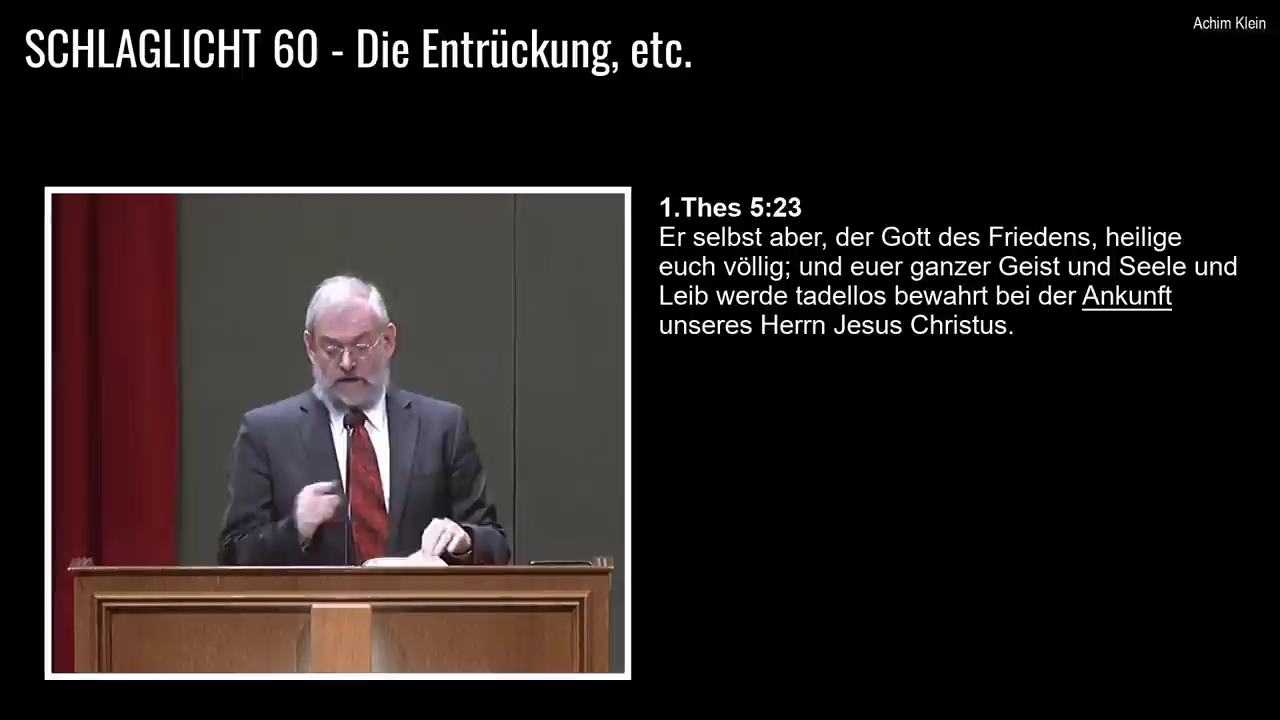 Achim Klein
SCHLAGLICHT 60 - Die Entrückung, etc.
1.Thes 5:23
Er selbst aber, der Gott des Friedens, heilige
euch völlig; und euer ganzer Geist und Seele und
Leib werde tadellos bewahrt bei der Ankunft
unseres Herrn Jesus Christus.